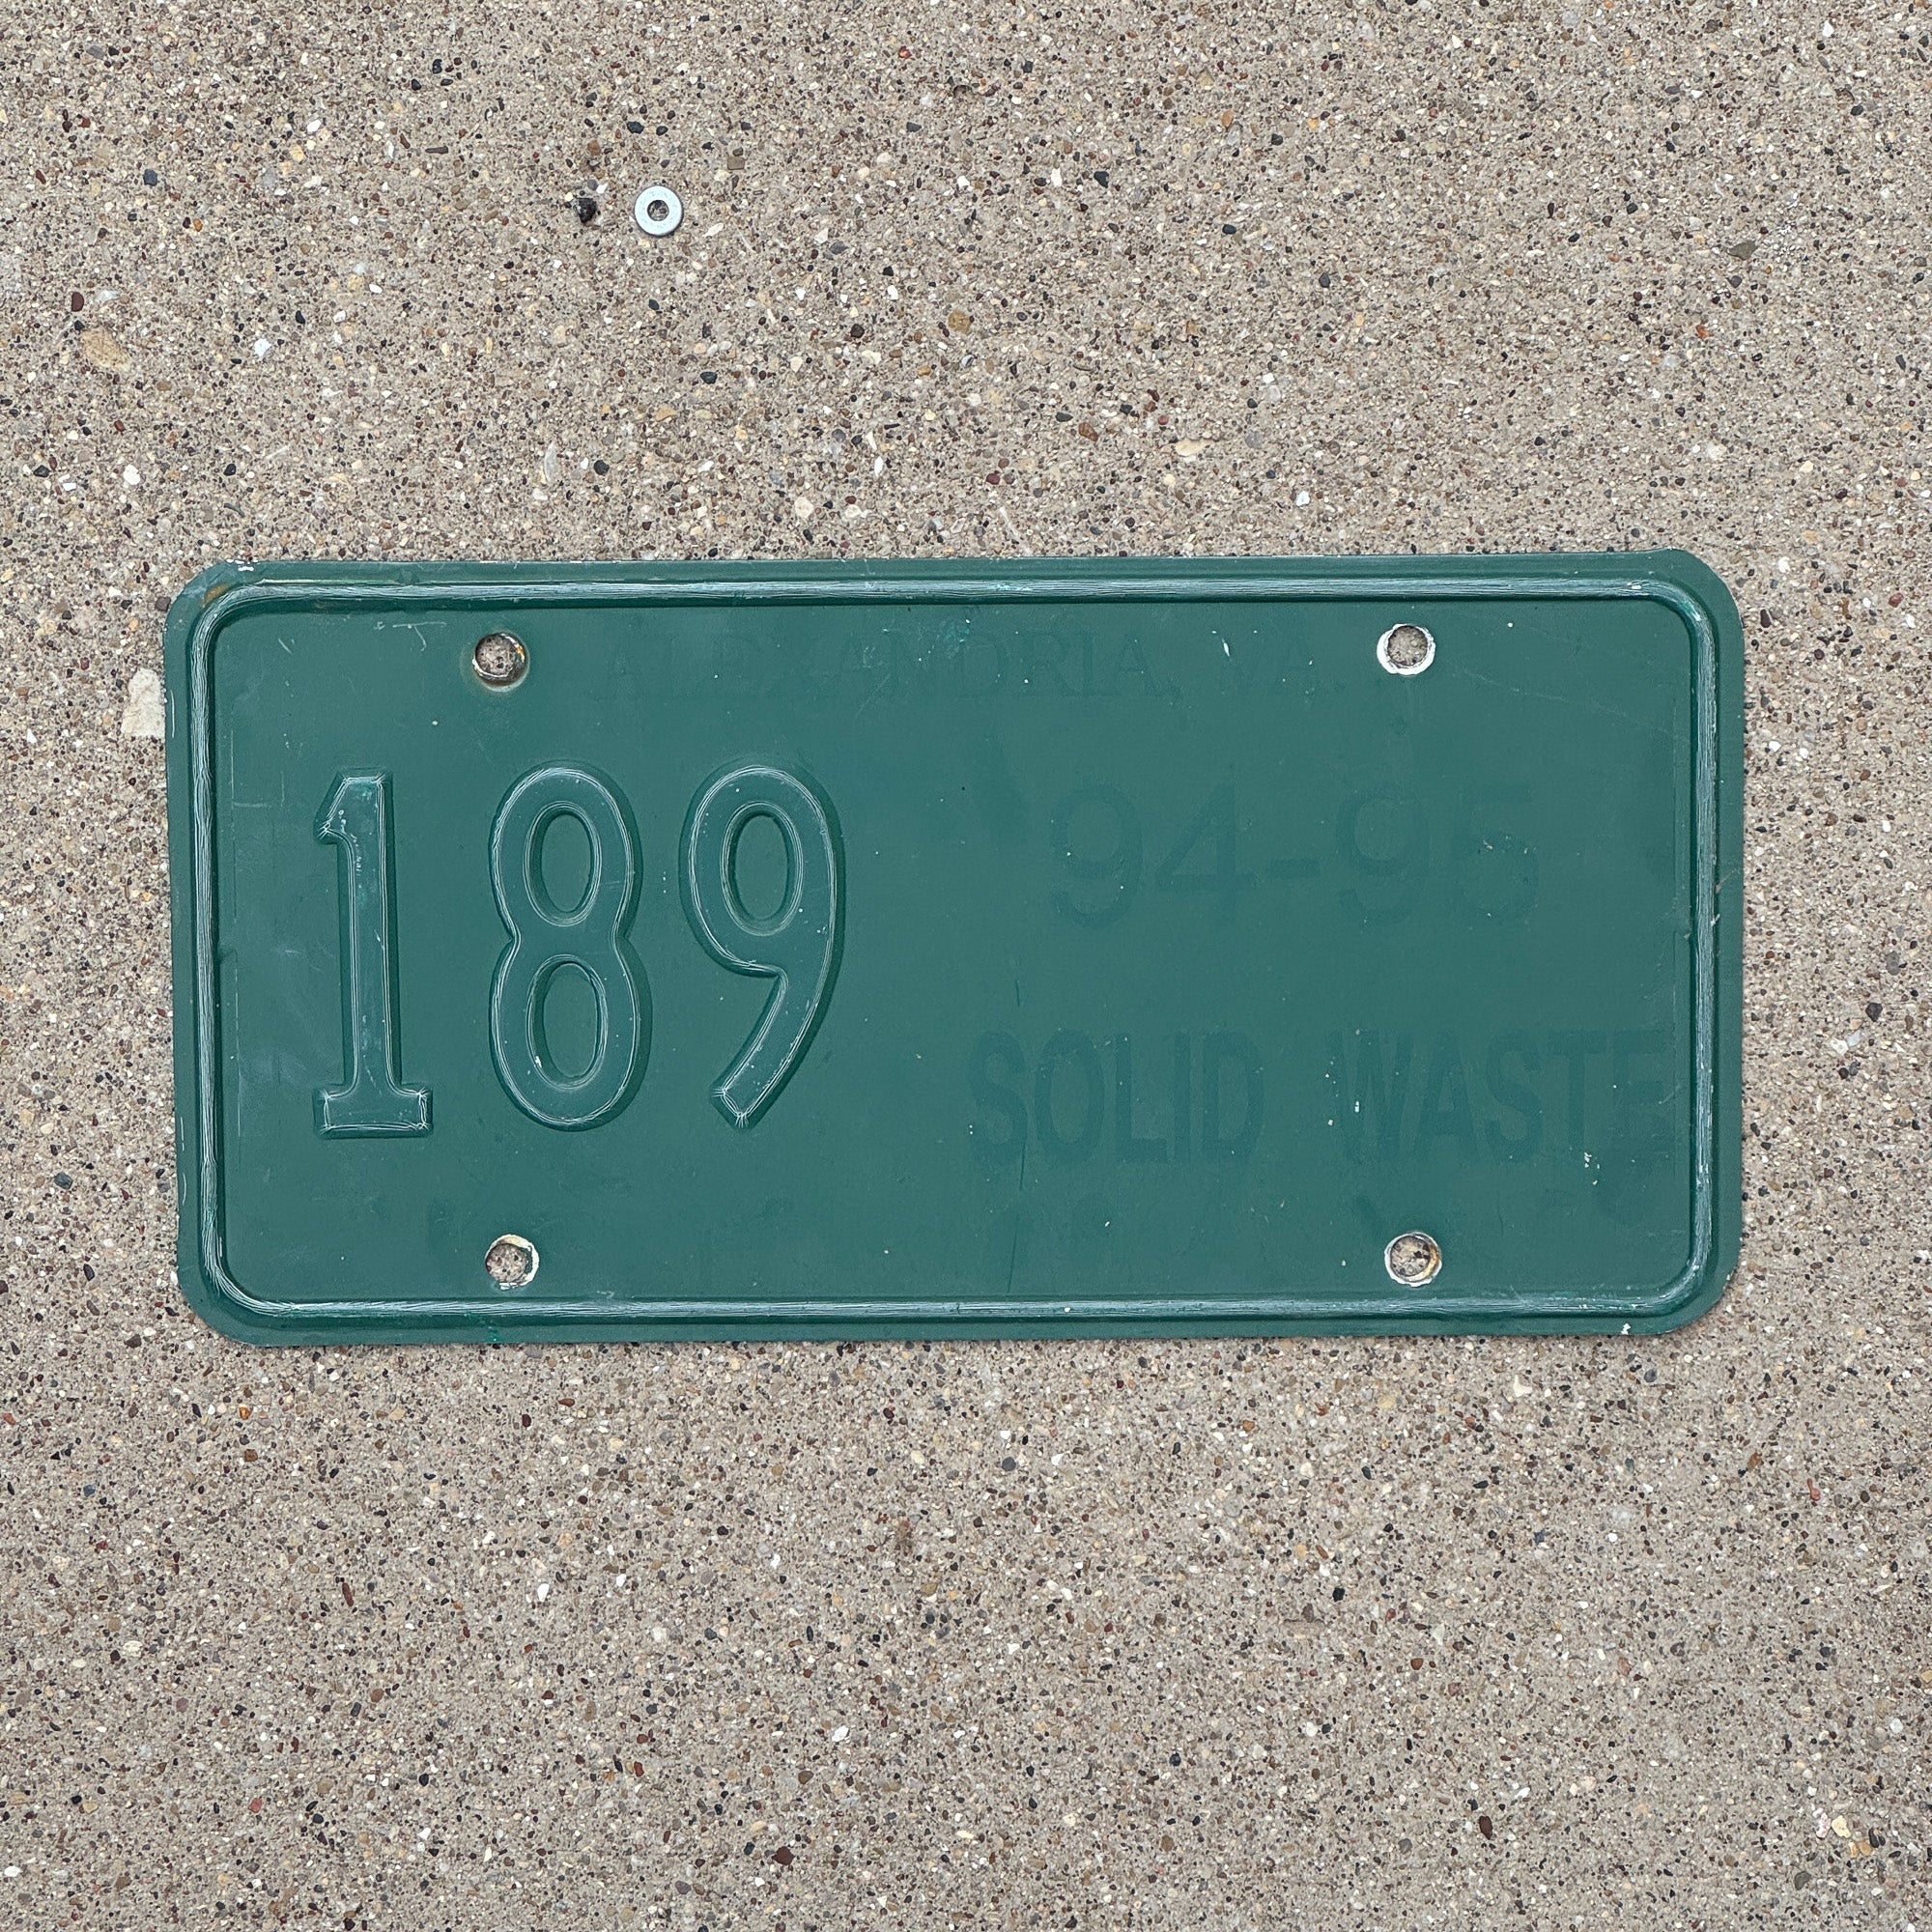 ALEXANDRIA, VA
189
94-95
SOLID WASTE